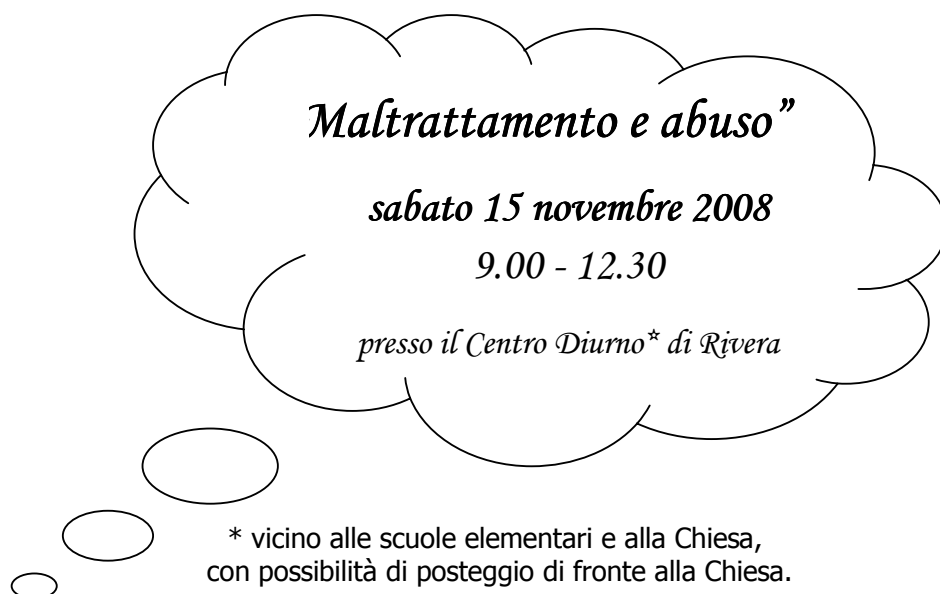 Maltrattamento e abuso”
sabato 15 novembre 2008
9.00 - 12.30
presso il Centro Diurno* di Rivera
* vicino alle scuole elementari e alla Chiesa,
con possibilità di posteggio di fronte alla Chiesa.